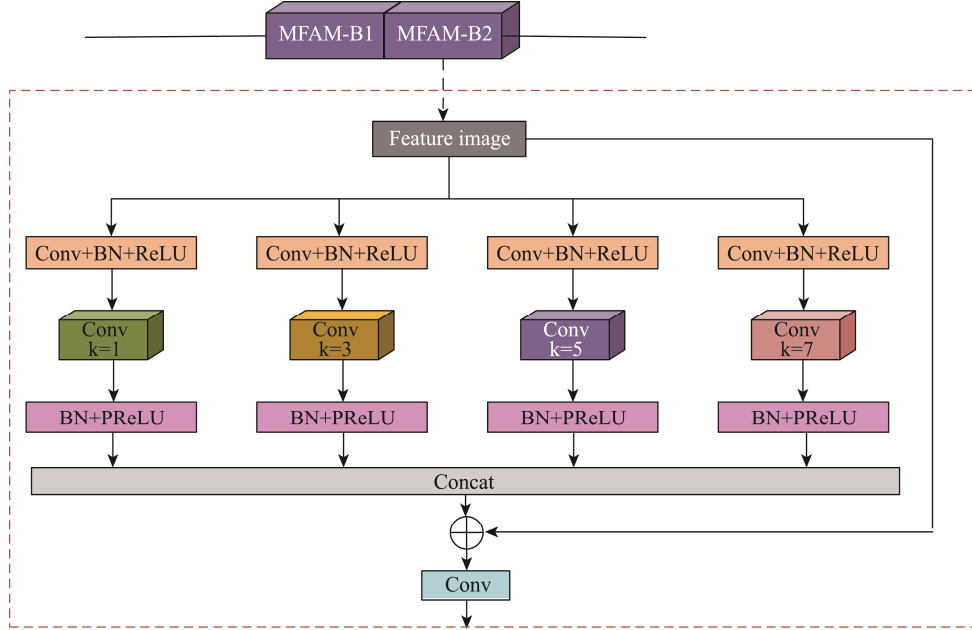 MFAM-B1 MFAM-B2
Feature image
Conv+BN+ReLU Conv+BN+ReLU Conv+BN+ReLU Conv+BN+ReLU
Conv Conv Conv Conv
k=1 k=3 k=5 k=7
BN+PReLU BN+PReLU BN+PReLU BN+PReLU
Concat
Conv